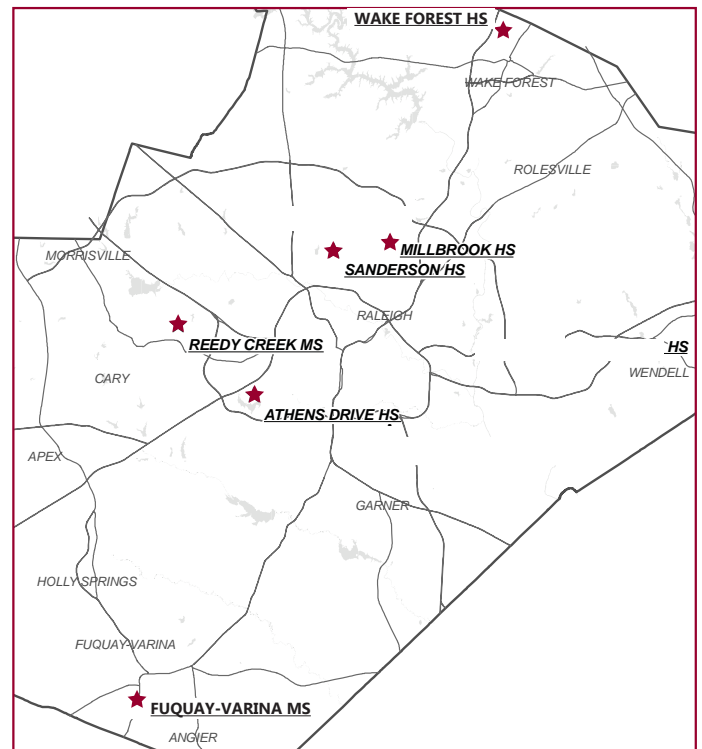 WAKE FOREST HS
WAKE FOREST
ROLESVILLE
MILLBROOK HS
MORRISVILLE
SANDERSON HS
RALEIGH
REEDY CREEK MS
HS
WENDELL
CARY
ATHENS DRIVE HS
APEX
GARNER
HOLLY SPRINGS
FUQUAY-VARINA
FUQUAY-VARINA MS
ANGIER